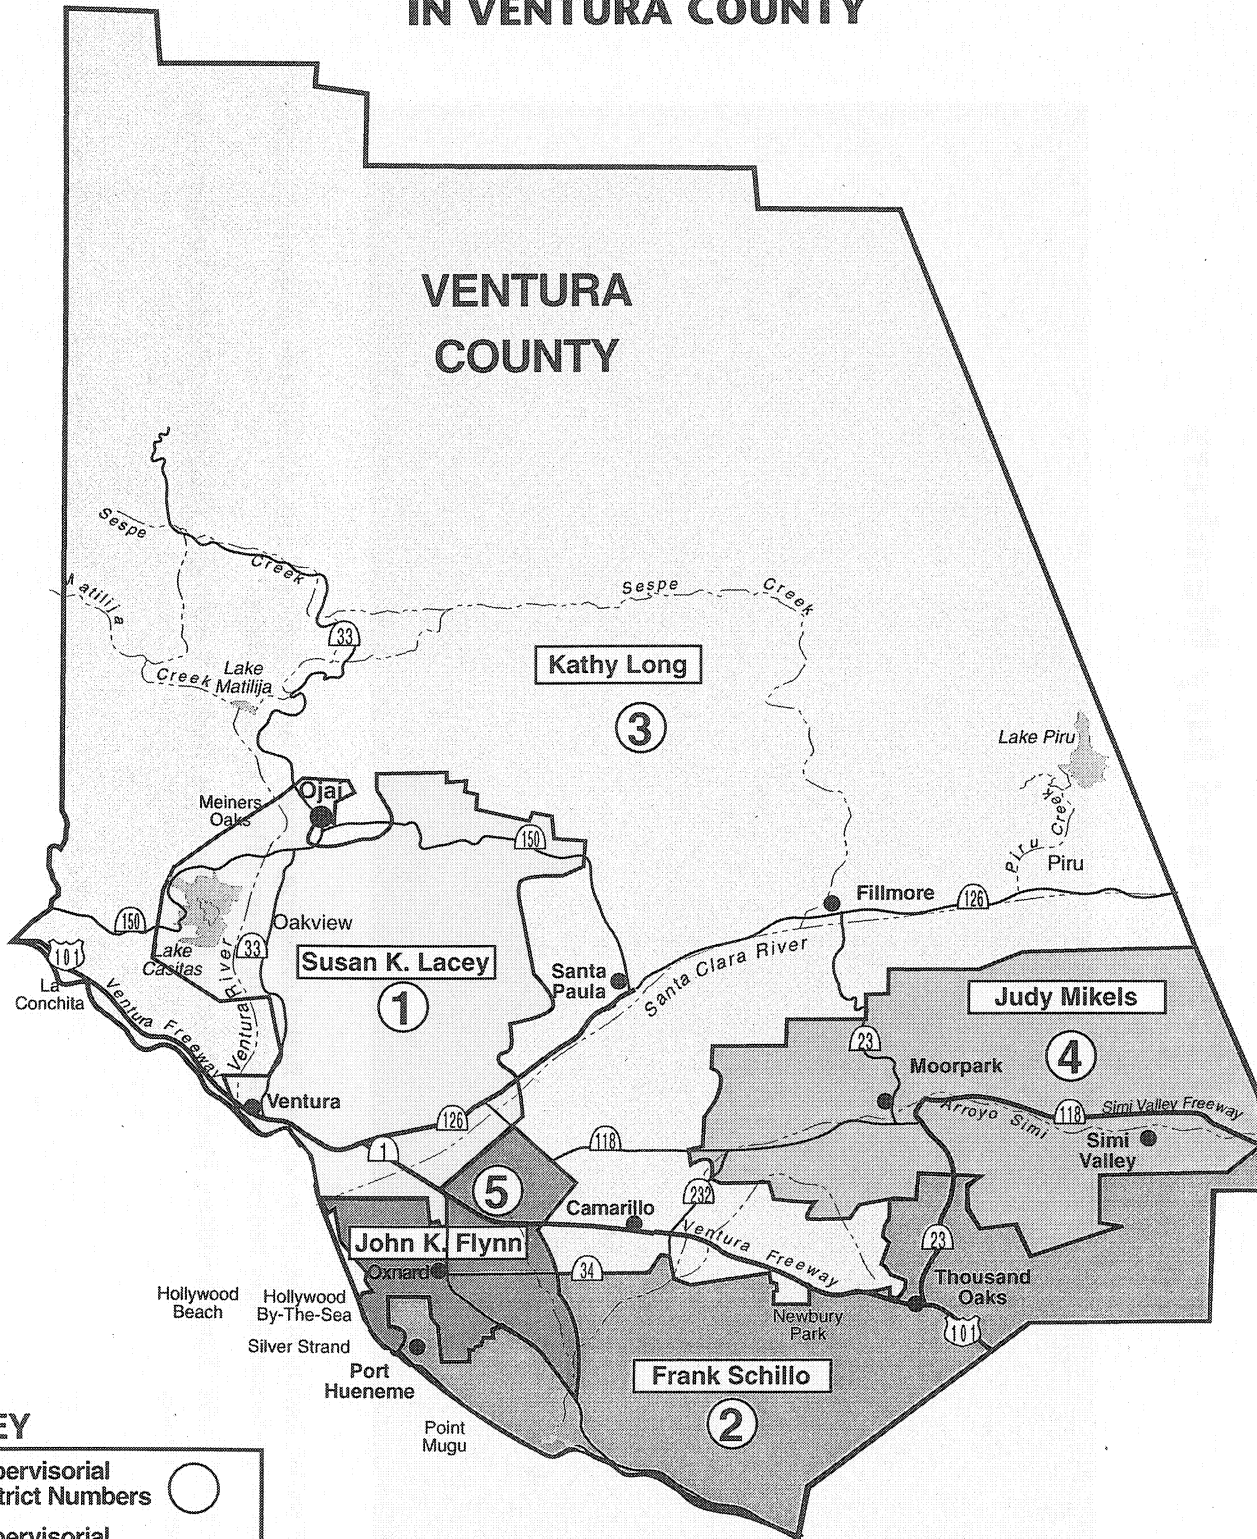 IN VENTURA COUNTY
VENTURA
COUNTY
Sespe
Creek
Matilija
Creek
Lake
Matilija
33
Sespe
Creek
Kathy Long
3
Lake Piru
Piru Creek
Piru
Meiners
Oaks
Ojai
150
Fillmore
126
150
101
La
Conchita
Lake
Casitas
Oakview
33
Ventura River
Susan K. Lacey
1
Santa
Paula
Santa Clara River
Judy Mikels
4
Ventura Freeway
Ventura
23
Moorpark
Arroyo Simi
118
Simi Valley Freeway
Simi
Valley
126
1
118
5
232
Camarillo
Ventura Freeway
John K. Flynn
Oxnard
34
23
Thousand
Oaks
101
Newbury
Park
Hollywood
Beach
Hollywood
By-The-Sea
Silver Strand
Port
Hueneme
Point
Mugu
Frank Schillo
2
EY
pervisorial
trict Numbers
pervisorial